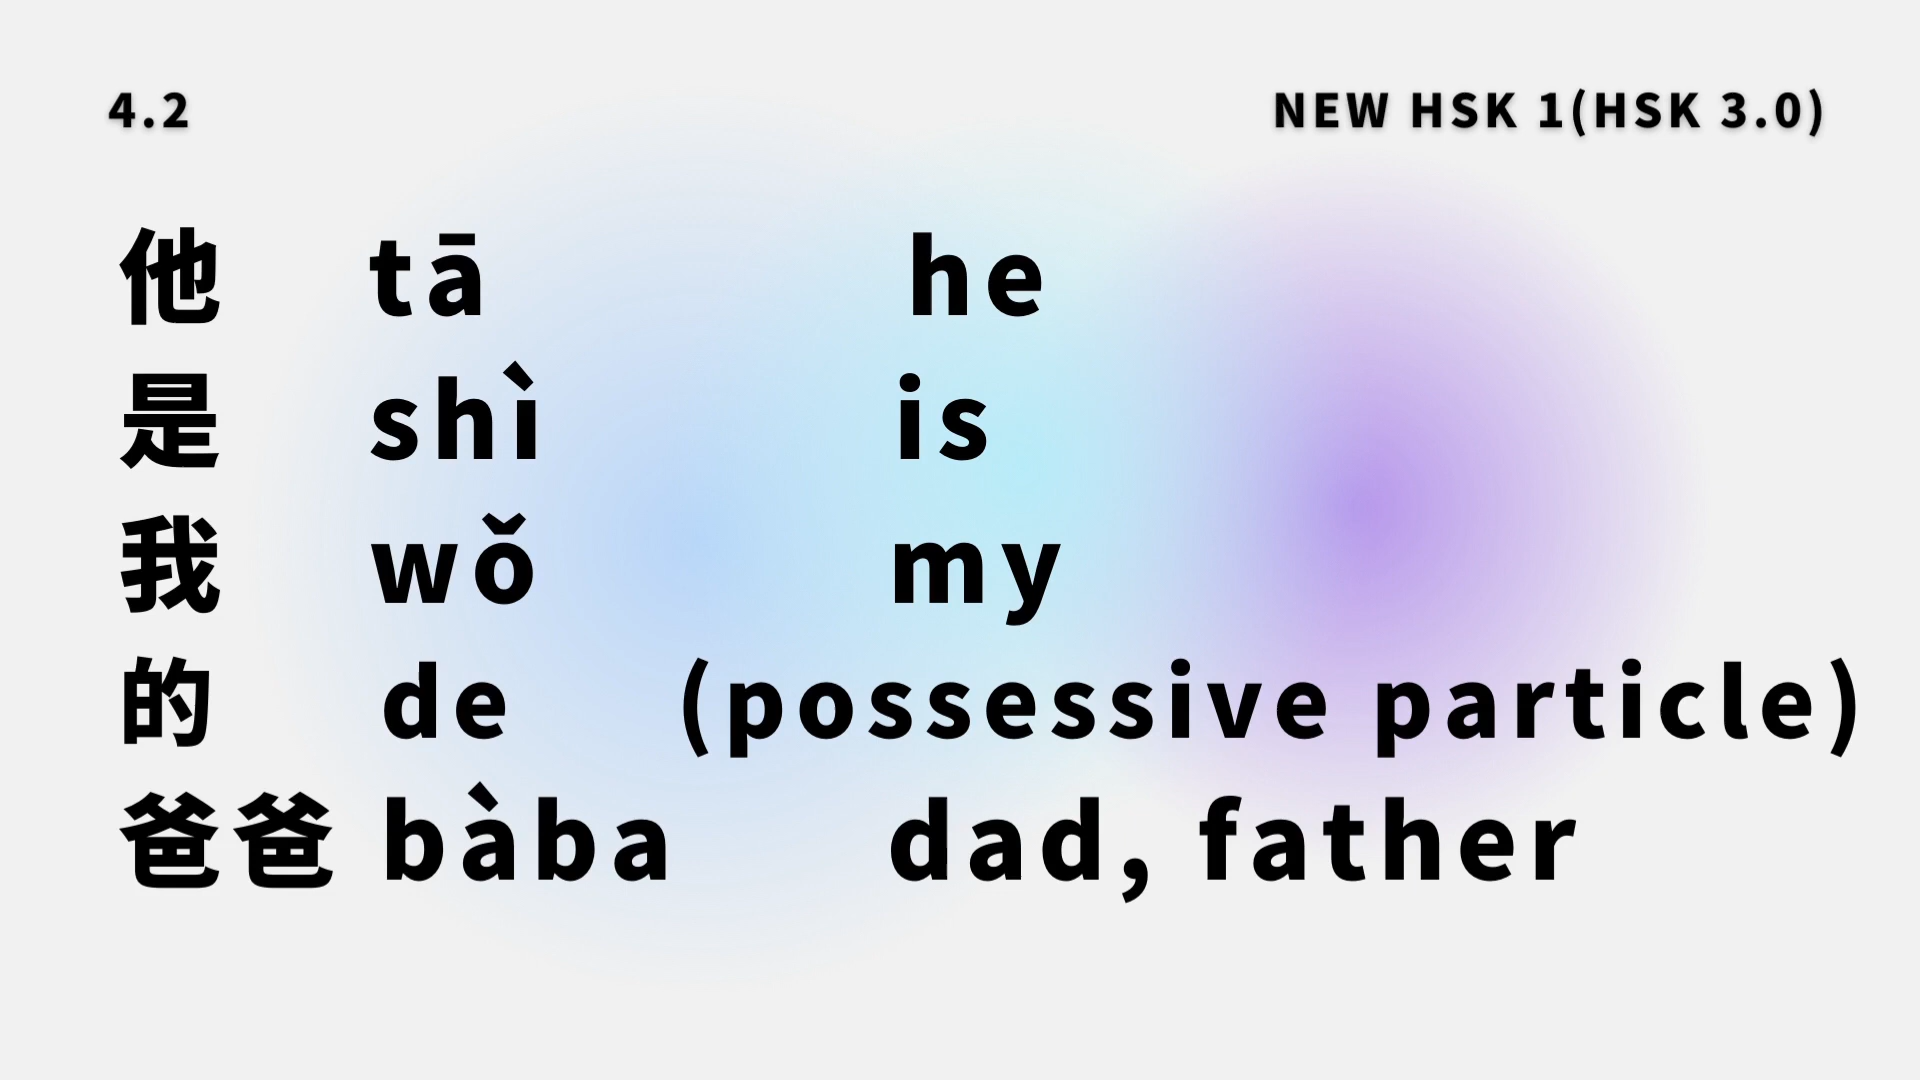 4.2 NEW HSK 1(HSK 3.0)
他 tā he
是 shì is
我 wǒ my
的 de (possessive particle)
爸爸 bàba dad, father